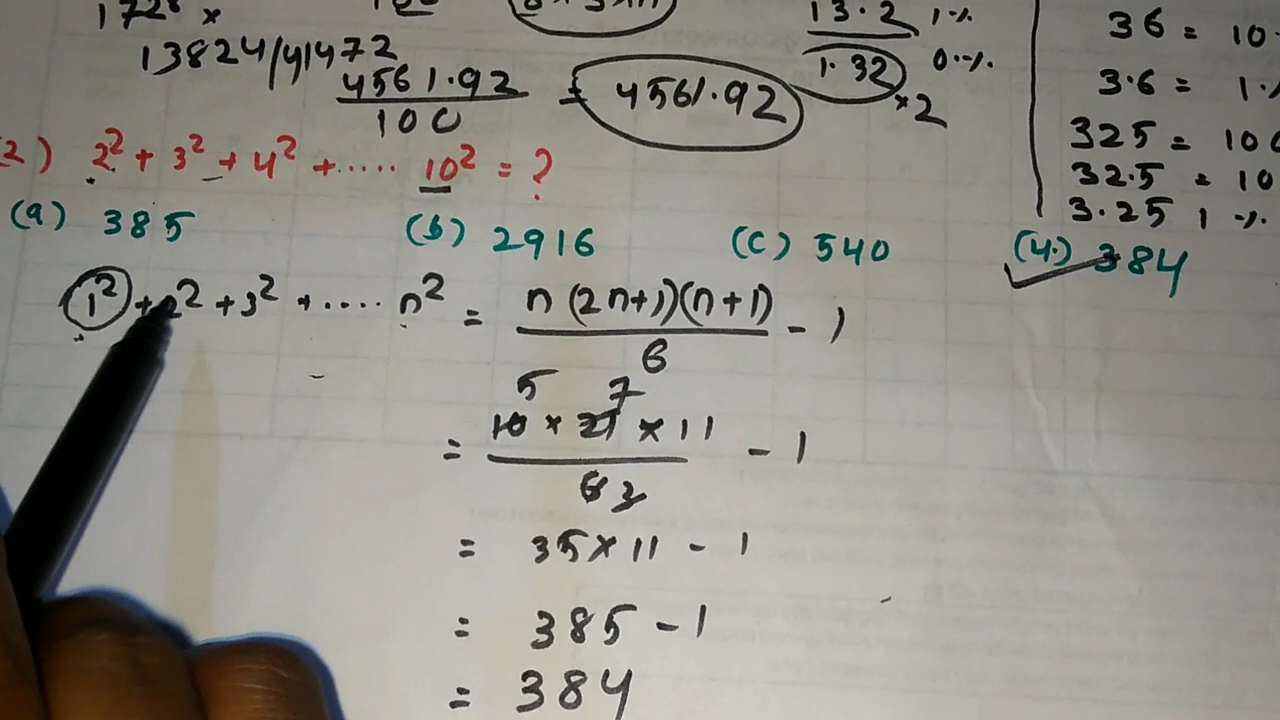 13824/41472
4561.92
100
= 4561.92
13.2 1.%
1.32 0.%.
×2
36 = 10
3.6 = 1.
325 = 10
32.5 = 10
3.25 1 %.
2) 2² + 3² + 4² + ..... 10² = ?
(a) 385 (b) 2916 (c) 540 (4.) 384
1² + 2² + 3² + .... n² = n(2n+1)(n+1) - 1
6
5 7
= 10 × 21 × 11 - 1
6 3
= 35 × 11 - 1
= 385 - 1
= 384